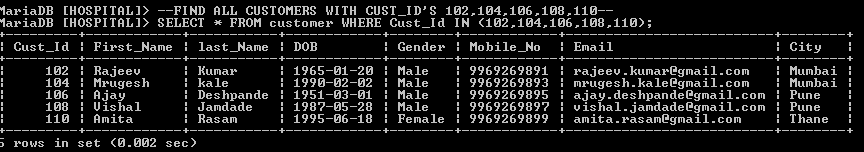 MariaDB [HOSPITAL]> --FIND ALL CUSTOMERS WITH CUST_ID'S 102,104,106,108,110--
MariaDB [HOSPITAL]> SELECT * FROM customer WHERE Cust_Id IN (102,104,106,108,110);
+---------+------------+-----------+------------+--------+------------+---------------------------+--------+
| Cust_Id | First_Name | last_Name | DOB        | Gender | Mobile_No  | Email                     | City   |
+---------+------------+-----------+------------+--------+------------+---------------------------+--------+
|     102 | Rajeev     | Kumar     | 1965-01-20 | Male   | 9969269891 | rajeev.kumar@gmail.com    | Mumbai |
|     104 | Mrugesh    | kale      | 1990-02-02 | Male   | 9969269893 | mrugesh.kale@gmail.com    | Mumbai |
|     106 | Ajay       | Deshpande | 1951-03-01 | Male   | 9969269895 | ajay.deshpande@gmail.com  | Pune   |
|     108 | Vishal     | Jamdade   | 1987-05-28 | Male   | 9969269897 | vishal.jamdade@gmail.com  | Pune   |
|     110 | Amita      | Rasam     | 1995-06-18 | Female | 9969269899 | amita.rasam@gmail.com     | Thane  |
+---------+------------+-----------+------------+--------+------------+---------------------------+--------+
5 rows in set (0.002 sec)